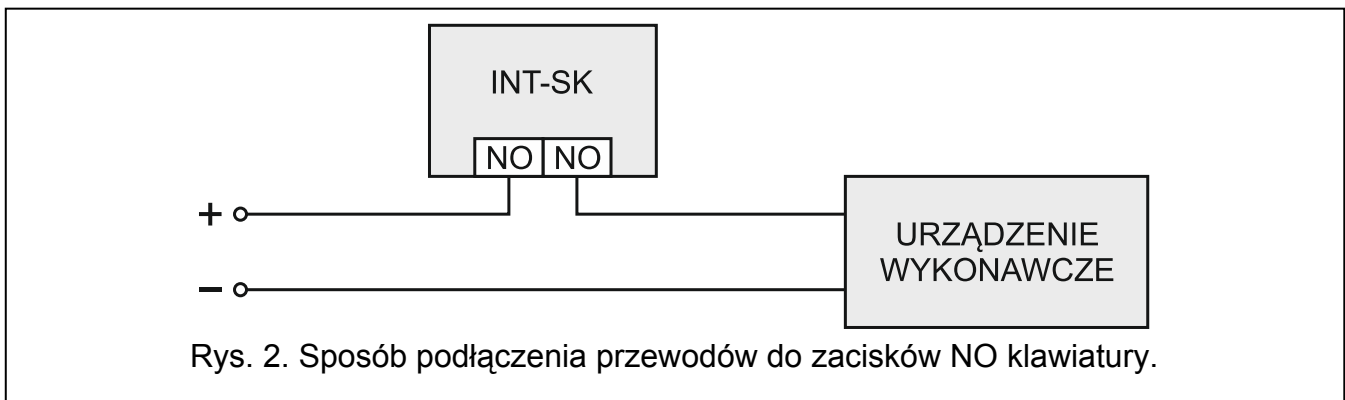 INT-SK
NO NO
+
URZĄDZENIE
−
WYKONAWCZE
Rys. 2. Sposób podłączenia przewodów do zacisków NO klawiatury.